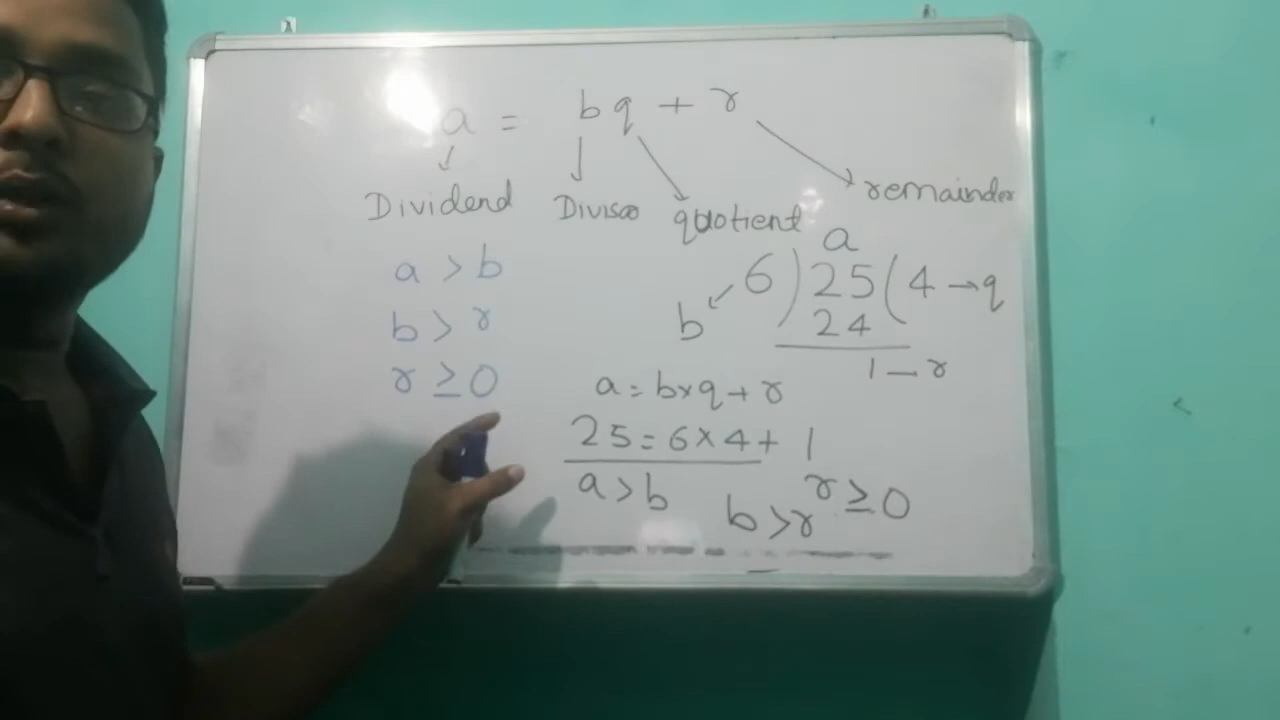 a = bq + r
Dividend Divisor quotient remainder
a > b
b > r
r ≥ 0
a
6 ) 25 ( 4 → q
b
24
1 — r
a = b×q + r
25 = 6 × 4 + 1
a > b
b > r
r ≥ 0